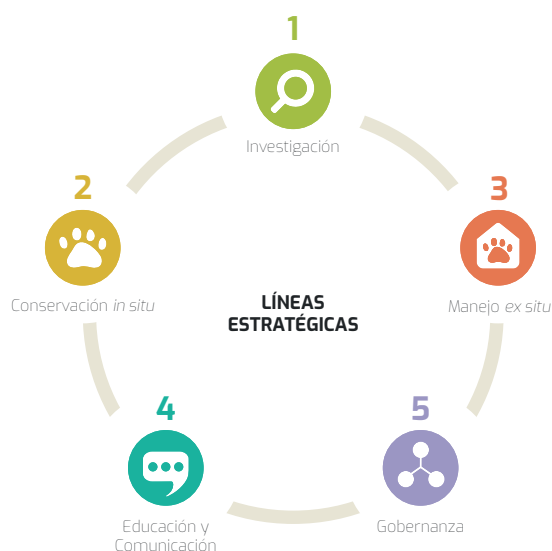 1
Investigación
2
Conservación in situ
3
Manejo ex situ
LÍNEAS
ESTRATÉGICAS
4
Educación y
Comunicación
5
Gobernanza